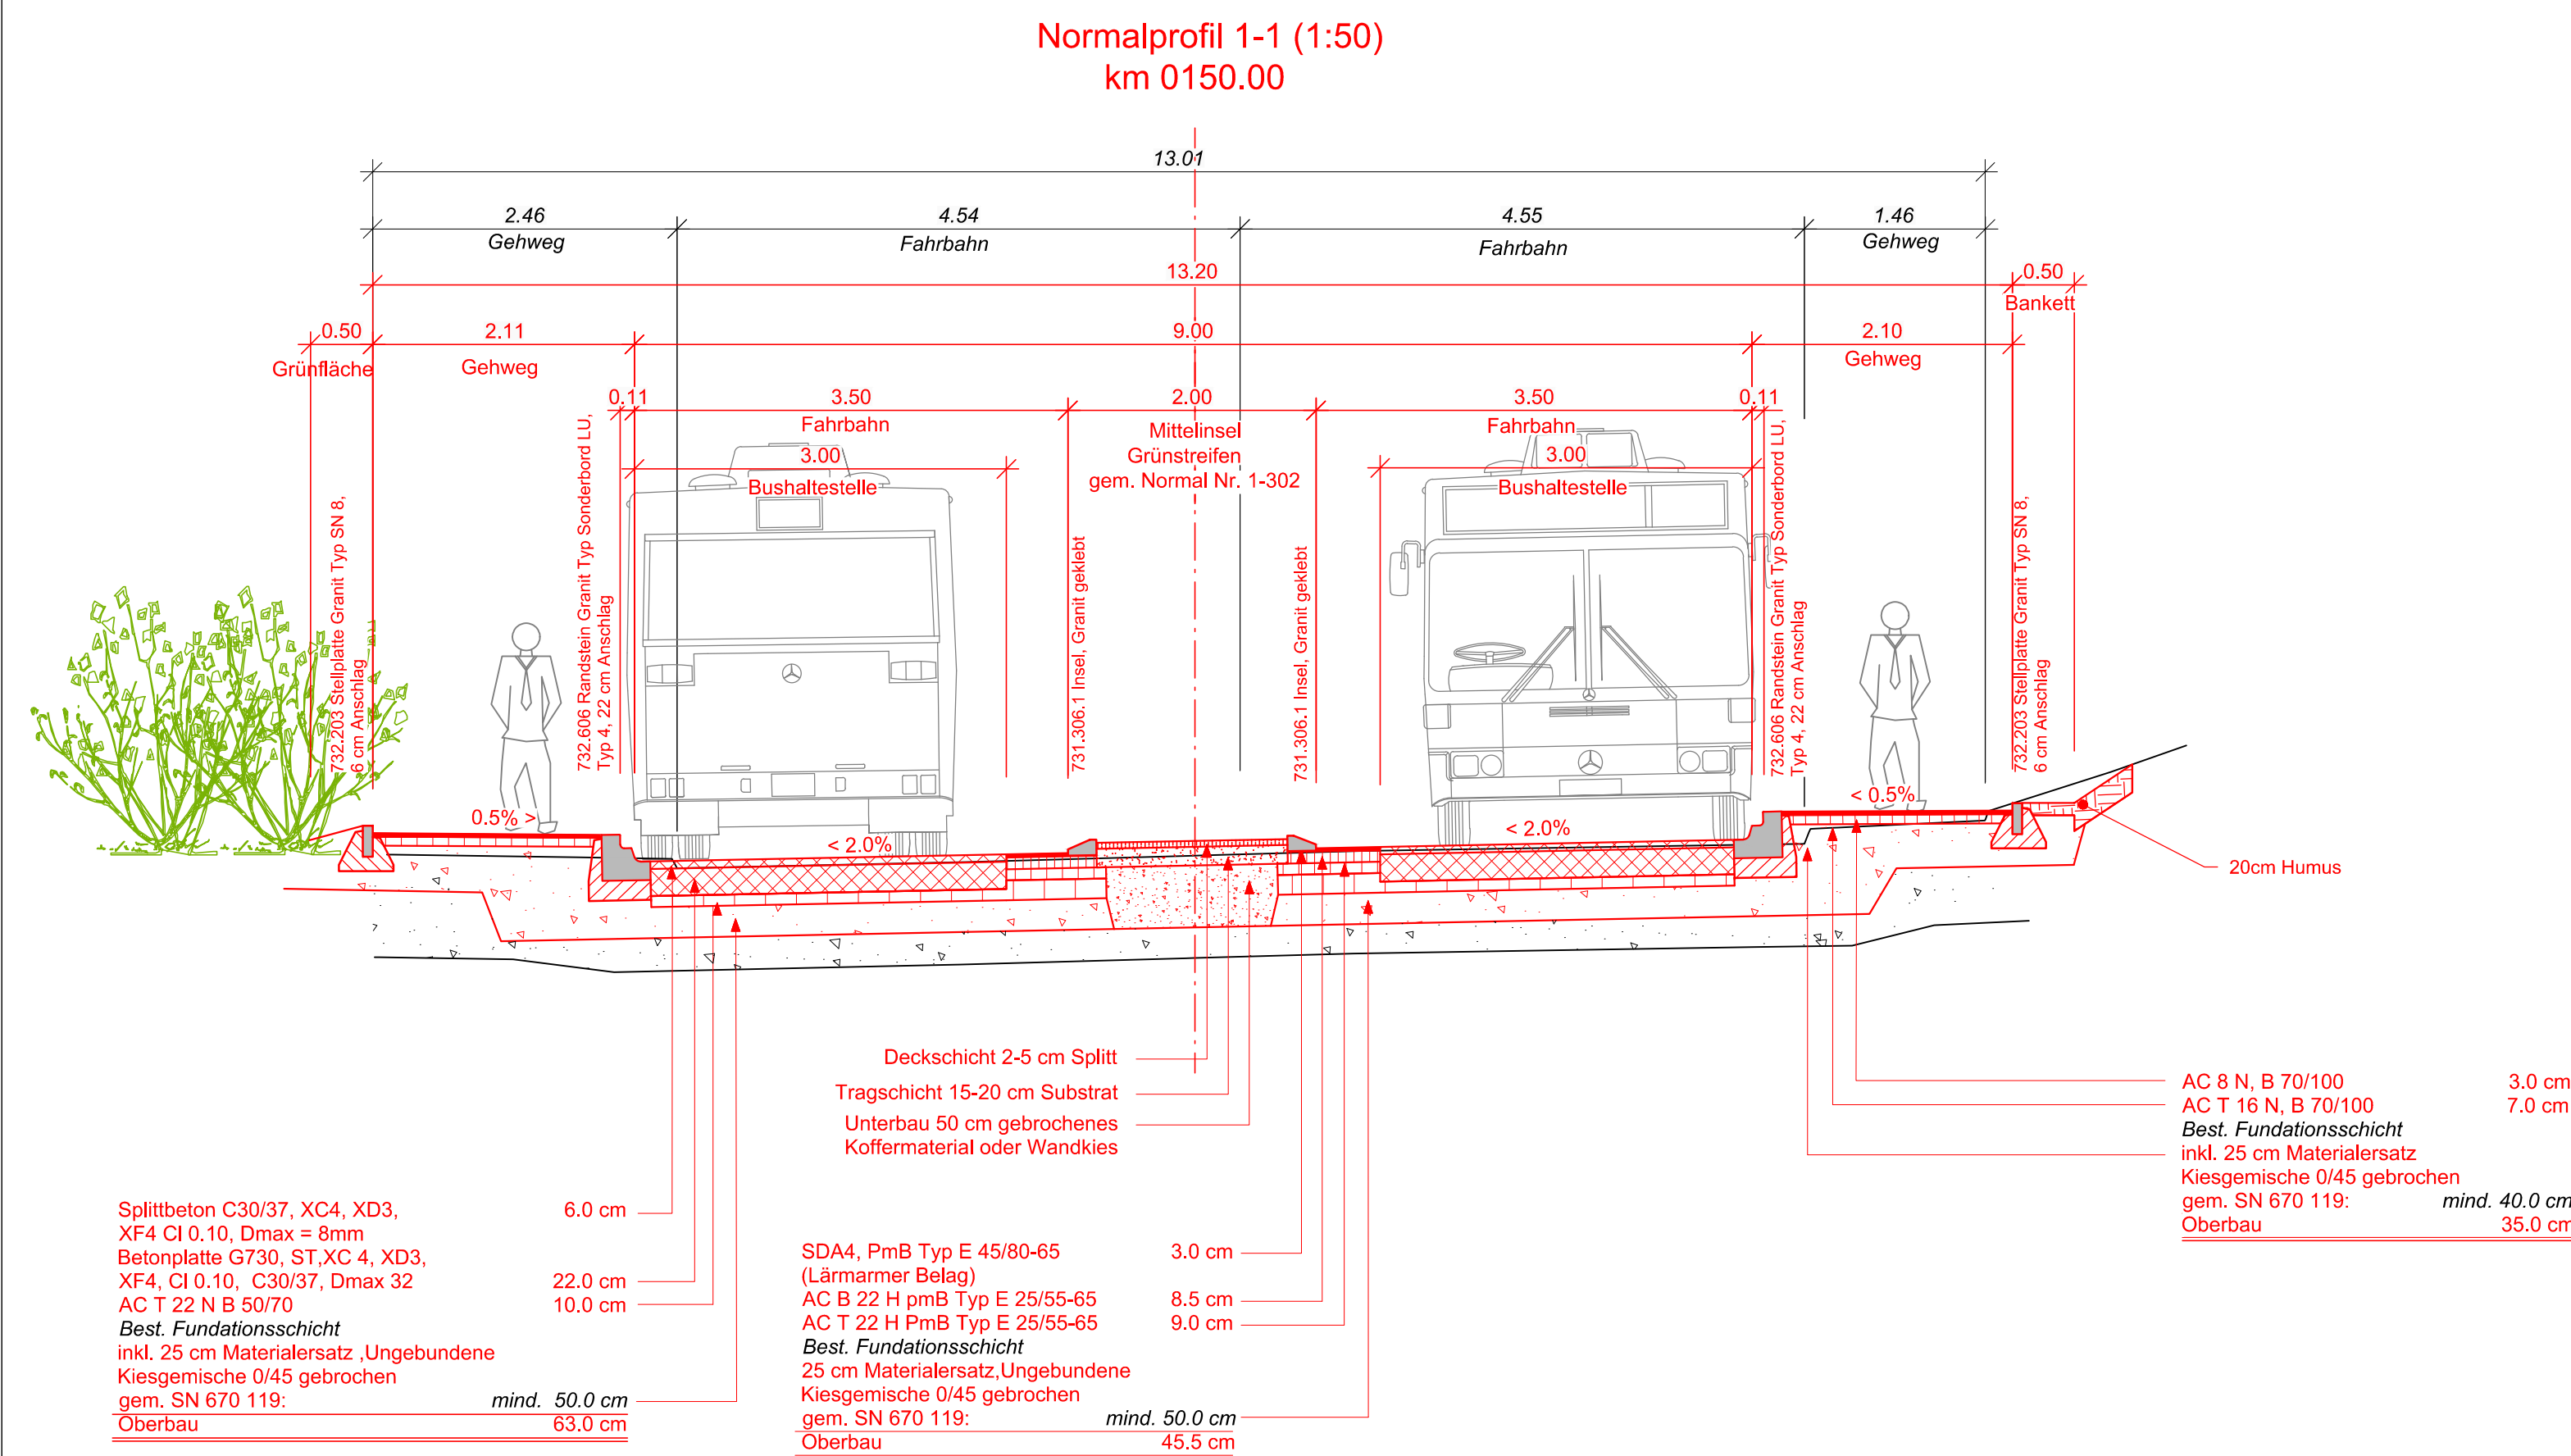 Normalprofil 1-1 (1:50)
km 0150.00
13.01
2.46
Gehweg
4.54
Fahrbahn
4.55
Fahrbahn
1.46
Gehweg
13.20
0.50
Bankett
0.50
Grünfläche
2.11
Gehweg
9.00
2.10
Gehweg
0.11
3.50
Fahrbahn
2.00
Mittelinsel
Grünstreifen
gem. Normal Nr. 1-302
3.50
Fahrbahn
0.11
3.00
Bushaltestelle
3.00
Bushaltestelle
732.203 Stellplatte Granit Typ SN 8,
6 cm Anschlag
732.606 Randstein Granit Typ Sonderbord LU,
Typ 4, 22 cm Anschlag
731.306.1 Insel, Granit geklebt
731.306.1 Insel, Granit geklebt
732.606 Randstein Granit Typ Sonderbord LU,
Typ 4, 22 cm Anschlag
732.203 Stellplatte Granit Typ SN 8,
6 cm Anschlag
0.5% >
< 2.0%
< 2.0%
< 0.5%
20cm Humus
Deckschicht 2-5 cm Splitt
Tragschicht 15-20 cm Substrat
Unterbau 50 cm gebrochenes
Koffermaterial oder Wandkies
Splittbeton C30/37, XC4, XD3, 6.0 cm
XF4 Cl 0.10, Dmax = 8mm
Betonplatte G730, ST,XC 4, XD3,
XF4, Cl 0.10, C30/37, Dmax 32 22.0 cm
AC T 22 N B 50/70 10.0 cm
Best. Fundationsschicht
inkl. 25 cm Materialersatz ,Ungebundene
Kiesgemische 0/45 gebrochen
gem. SN 670 119: mind. 50.0 cm
Oberbau 63.0 cm
SDA4, PmB Typ E 45/80-65 3.0 cm
(Lärmarmer Belag)
AC B 22 H pmB Typ E 25/55-65 8.5 cm
AC T 22 H PmB Typ E 25/55-65 9.0 cm
Best. Fundationsschicht
25 cm Materialersatz,Ungebundene
Kiesgemische 0/45 gebrochen
gem. SN 670 119: mind. 50.0 cm
Oberbau 45.5 cm
AC 8 N, B 70/100 3.0 cm
AC T 16 N, B 70/100 7.0 cm
Best. Fundationsschicht
inkl. 25 cm Materialersatz
Kiesgemische 0/45 gebrochen
gem. SN 670 119: mind. 40.0 cm
Oberbau 35.0 cm